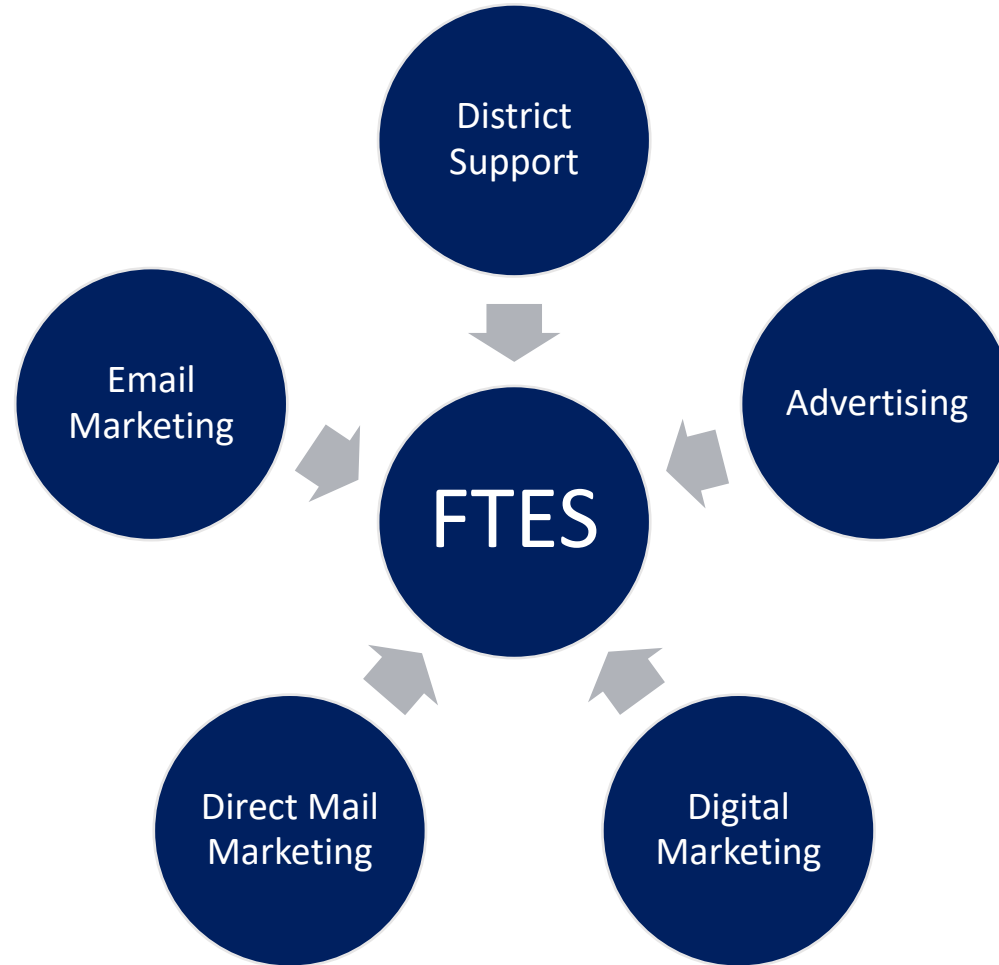 District
Support
Email
Marketing
Advertising
FTES
Direct Mail
Marketing
Digital
Marketing